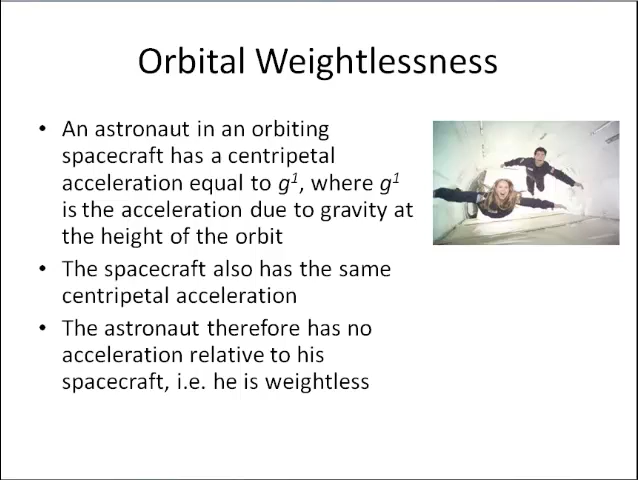 Orbital Weightlessness
• An astronaut in an orbiting
spacecraft has a centripetal
acceleration equal to g¹, where g¹
is the acceleration due to gravity at
the height of the orbit
• The spacecraft also has the same
centripetal acceleration
• The astronaut therefore has no
acceleration relative to his
spacecraft, i.e. he is weightless